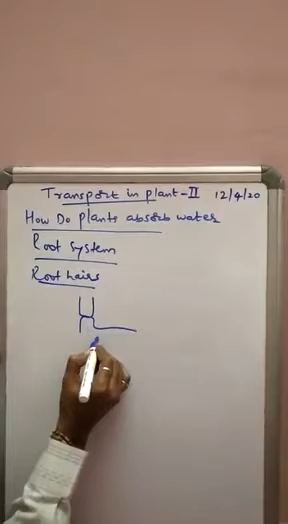 Transport in plant-II 12/4/20
How Do plants absorb water
Root system
Root hairs